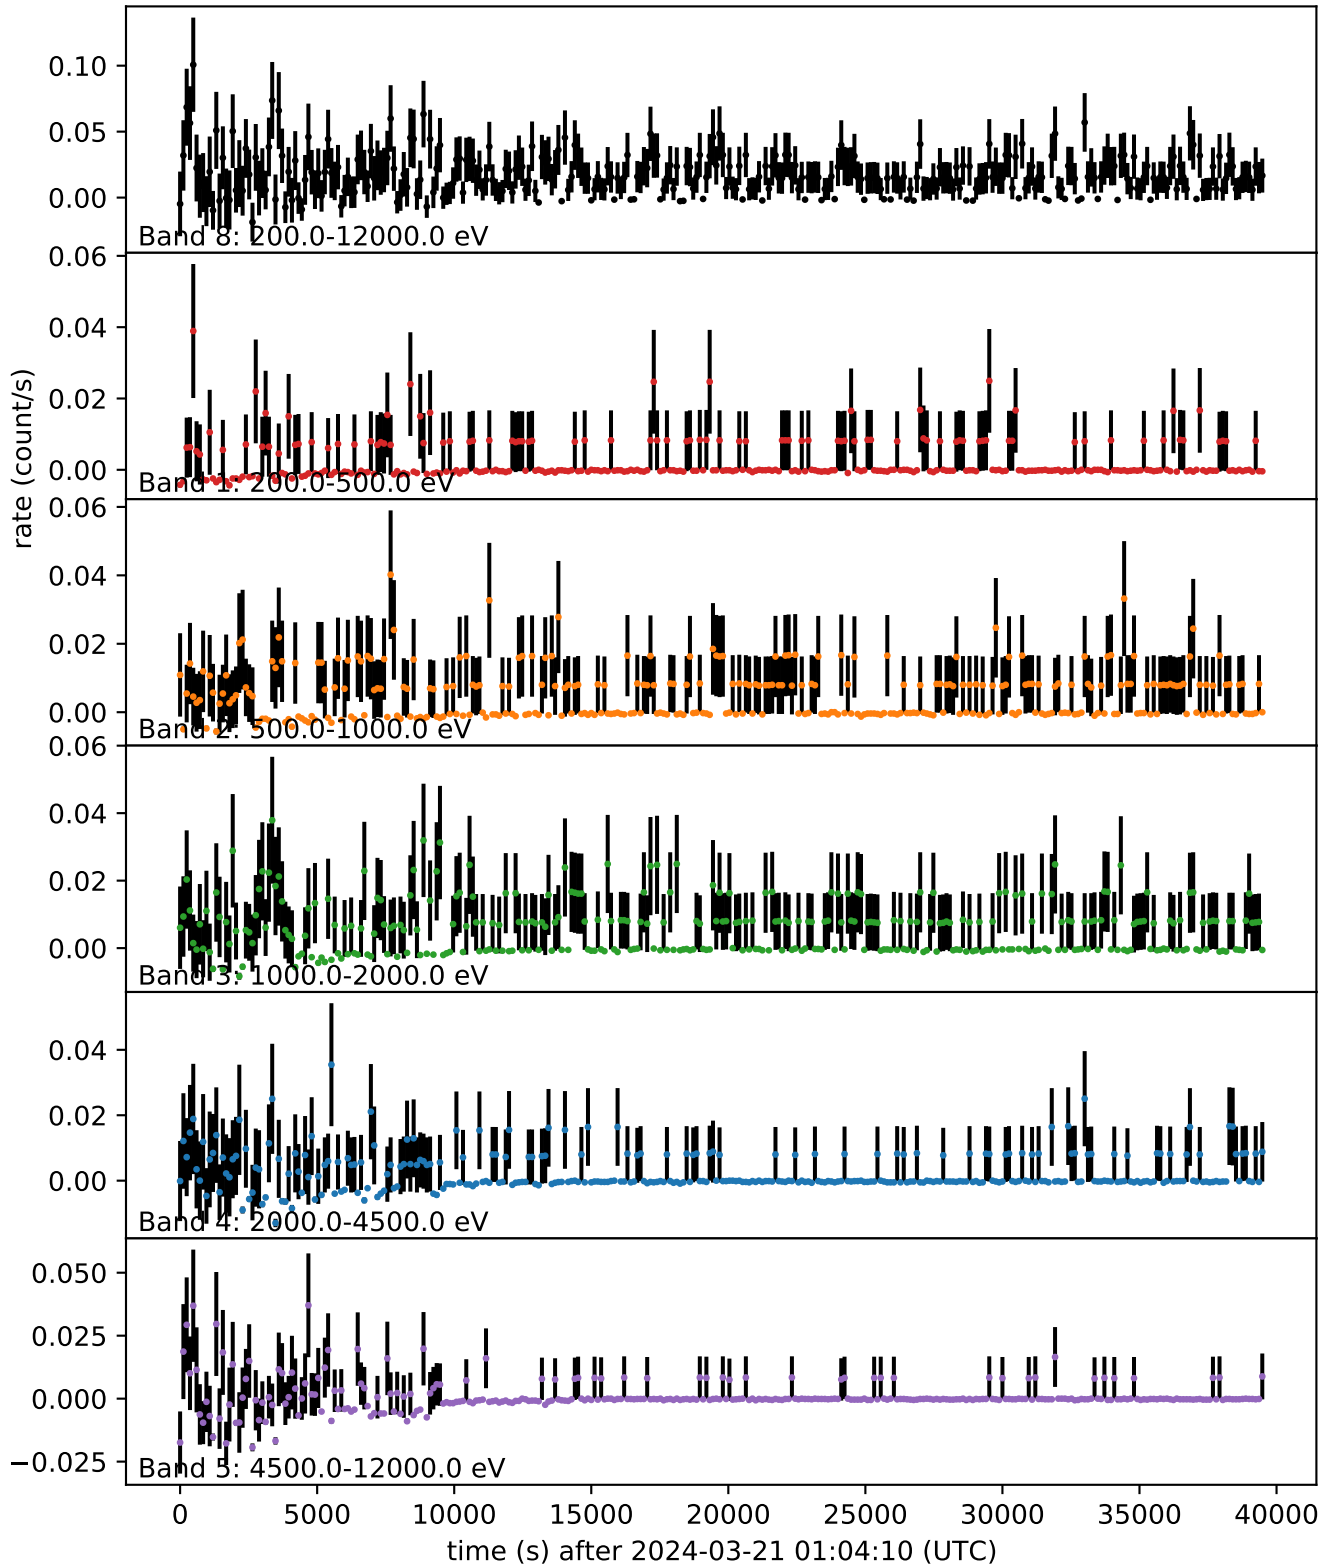 0.10
0.05
0.00
Band 8: 200.0-12000.0 eV
0.06
0.04
0.02
0.00
Band 1: 200.0-500.0 eV
rate (count/s)
0.06
0.04
0.02
0.00
Band 2: 500.0-1000.0 eV
0.06
0.04
0.02
0.00
Band 3: 1000.0-2000.0 eV
0.04
0.02
0.00
Band 4: 2000.0-4500.0 eV
0.050
0.025
0.000
−0.025
Band 5: 4500.0-12000.0 eV
0 5000 10000 15000 20000 25000 30000 35000 40000
time (s) after 2024-03-21 01:04:10 (UTC)